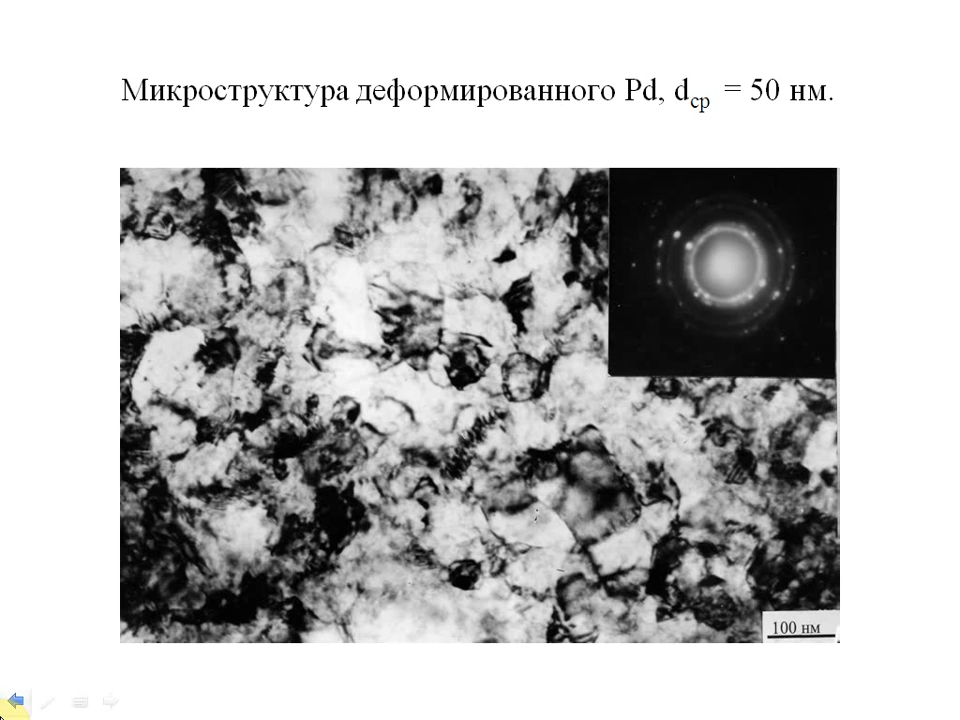 Микроструктура деформированного Pd, dср = 50 нм.
100 нм